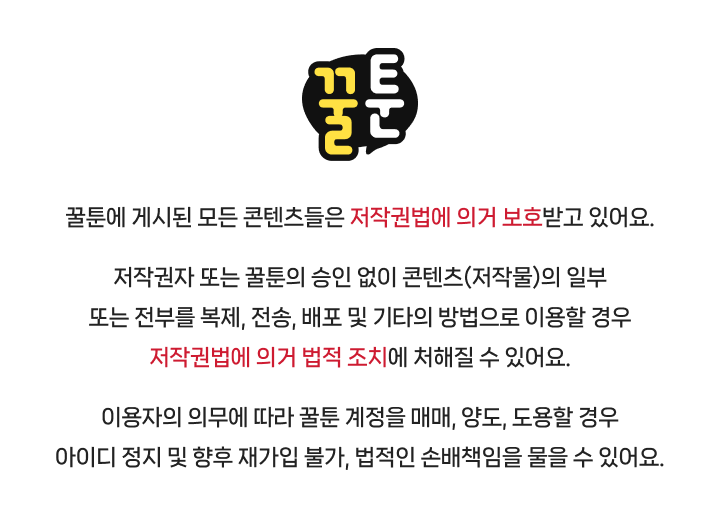 꿀툰
꿀툰에 게시된 모든 콘텐츠들은 저작권법에 의거 보호받고 있어요.
저작권자 또는 꿀툰의 승인 없이 콘텐츠(저작물)의 일부
또는 전부를 복제, 전송, 배포 및 기타의 방법으로 이용할 경우
저작권법에 의거 법적 조치에 처해질 수 있어요.
이용자의 의무에 따라 꿀툰 계정을 매매, 양도, 도용할 경우
아이디 정지 및 향후 재가입 불가, 법적인 손배책임을 물을 수 있어요.